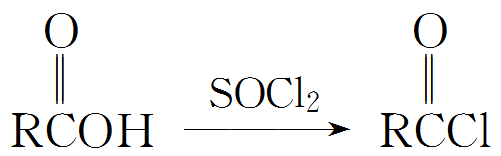 O O
SOCl₂
RCOH RCCl